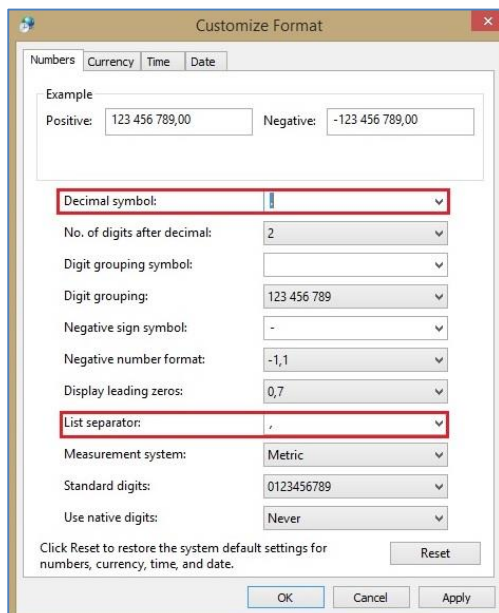 Customize Format
Numbers Currency Time Date
Example
Positive: 123 456 789,00 Negative: -123 456 789,00
Decimal symbol: .
No. of digits after decimal: 2
Digit grouping symbol:
Digit grouping: 123 456 789
Negative sign symbol: -
Negative number format: -1,1
Display leading zeros: 0,7
List separator: ,
Measurement system: Metric
Standard digits: 0123456789
Use native digits: Never
Click Reset to restore the system default settings for
numbers, currency, time, and date.
Reset
OK Cancel Apply